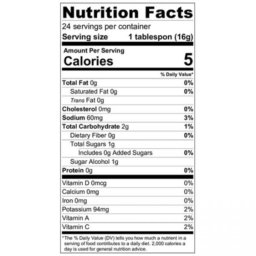 Nutrition Facts
24 servings per container
Serving size 1 tablespoon (16g)
Amount Per Serving
Calories 5
% Daily Value*
Total Fat 0g 0%
Saturated Fat 0g 0%
Trans Fat 0g
Cholesterol 0mg 0%
Sodium 60mg 3%
Total Carbohydrate 2g 1%
Dietary Fiber 0g 0%
Total Sugars 1g
Includes 0g Added Sugars 0%
Sugar Alcohol 1g
Protein 0g 0%
Vitamin D 0mcg 0%
Calcium 0mg 0%
Iron 0mg 0%
Potassium 94mg 2%
Vitamin A 2%
Vitamin C 2%
*The % Daily Value (DV) tells you how much a nutrient in a
serving of food contributes to a daily diet. 2,000 calories a
day is used for general nutrition advice.